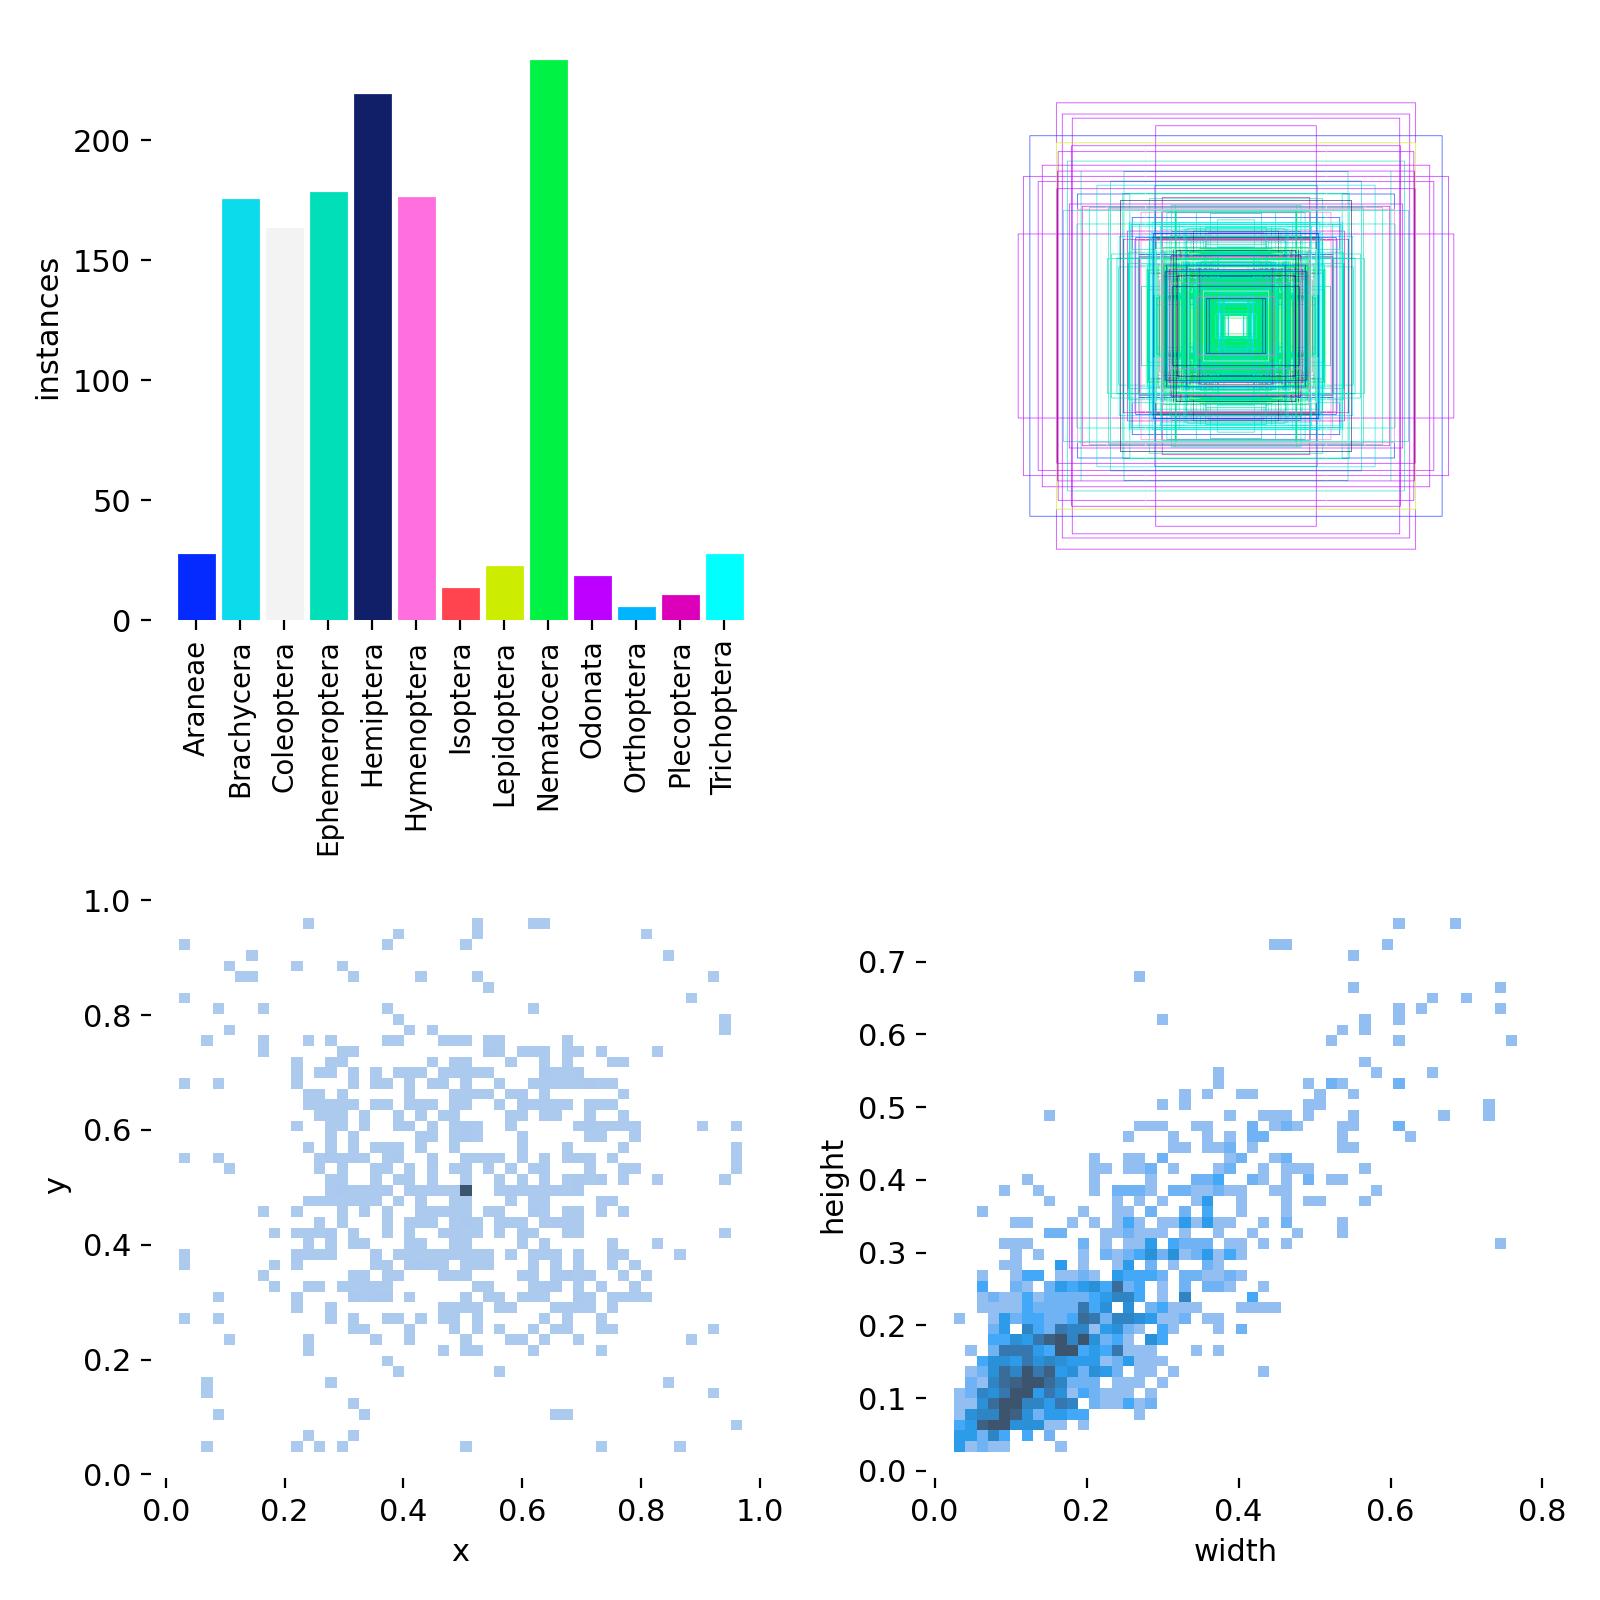 instances
200
150
100
50
0
Araneae
Brachycera
Coleoptera
Ephemeroptera
Hemiptera
Hymenoptera
Isoptera
Lepidoptera
Nematocera
Odonata
Orthoptera
Plecoptera
Trichoptera
y
1.0
0.8
0.6
0.4
0.2
0.0
0.0 0.2 0.4 0.6 0.8 1.0
x
height
0.7
0.6
0.5
0.4
0.3
0.2
0.1
0.0
0.0 0.2 0.4 0.6 0.8
width